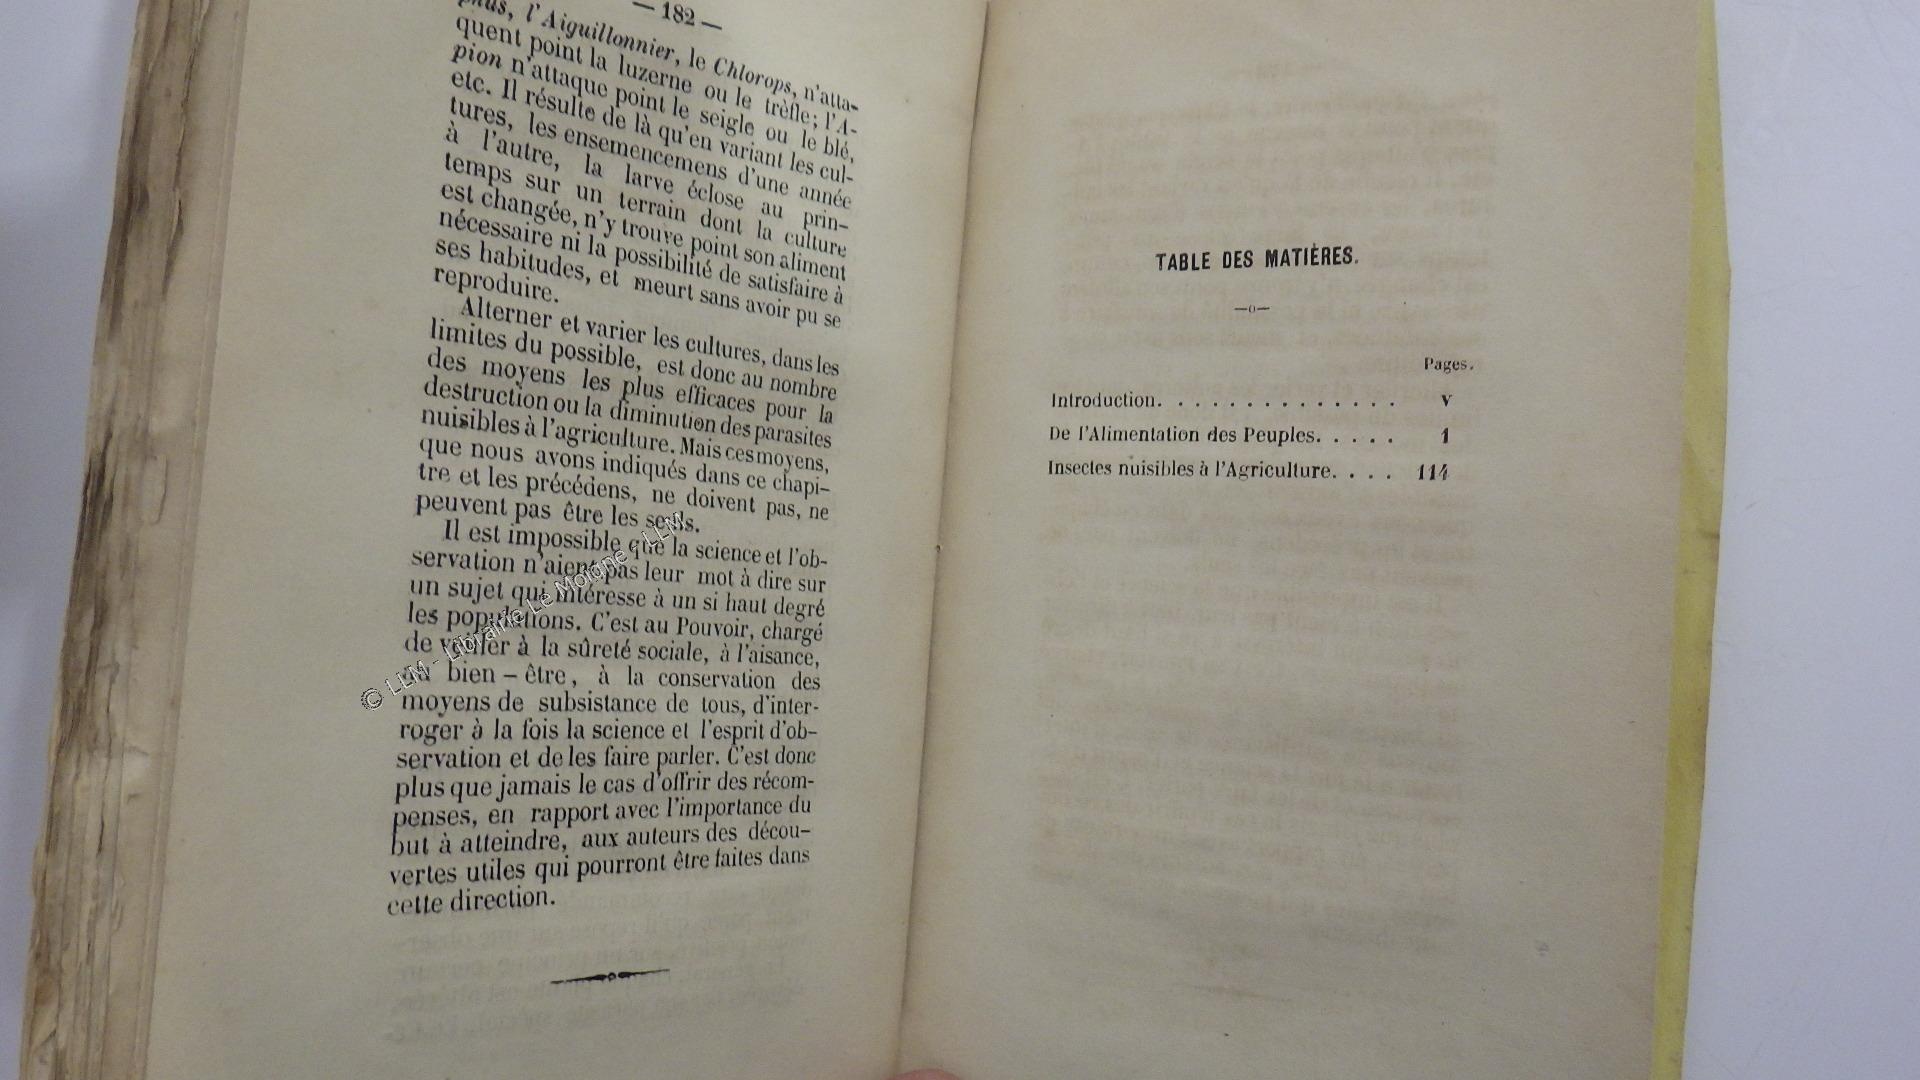 — 182 —
phus, l'Aiguillonnier, le Chlorops, n'atta-
quent point la luzerne ou le trèfle; l'A-
pion n'attaque point le seigle ou le blé,
etc. Il résulte de là qu'en variant les cul-
tures, les ensemencemens d'une année
à l'autre, la larve éclose au prin-
temps sur un terrain dont la culture
est changée, n'y trouve point son aliment
nécessaire ni la possibilité de satisfaire à
ses habitudes, et meurt sans avoir pu se
reproduire.
Alterner et varier les cultures, dans les
limites du possible, est donc au nombre
des moyens les plus efficaces pour la
destruction ou la diminution des parasites
nuisibles à l'agriculture. Mais ces moyens,
que nous avons indiqués dans ce chapi-
tre et les précédens, ne doivent pas, ne
peuvent pas être les seuls.
Il est impossible que la science et l'ob-
servation n'aient pas leur mot à dire sur
un sujet qui intéresse à un si haut degré
les populations. C'est au Pouvoir, chargé
de veiller à la sûreté sociale, à l'aisance,
au bien-être, à la conservation des
moyens de subsistance de tous, d'inter-
roger à la fois la science et l'esprit d'ob-
servation et de les faire parler. C'est donc
plus que jamais le cas d'offrir des récom-
penses, en rapport avec l'importance du
but à atteindre, aux auteurs des décou-
vertes utiles qui pourront être faites dans
cette direction.
© LLM - Librairie Le Moigne - LLM
TABLE DES MATIÈRES.
—o—
Pages.
Introduction. . . . . . . . . . . . . . v
De l'Alimentation des Peuples. . . . . 1
Insectes nuisibles à l'Agriculture. . . . 114